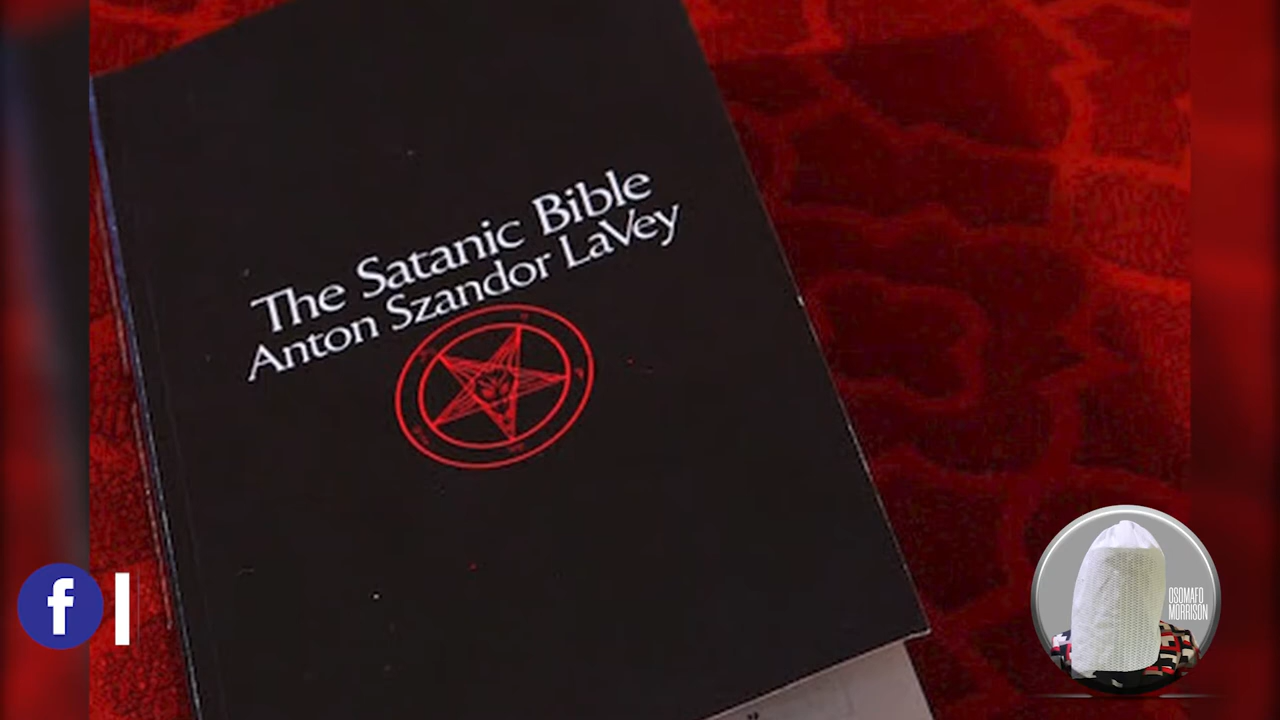 The Satanic Bible
Anton Szandor LaVey
f
OSOMAFO
MORRISON